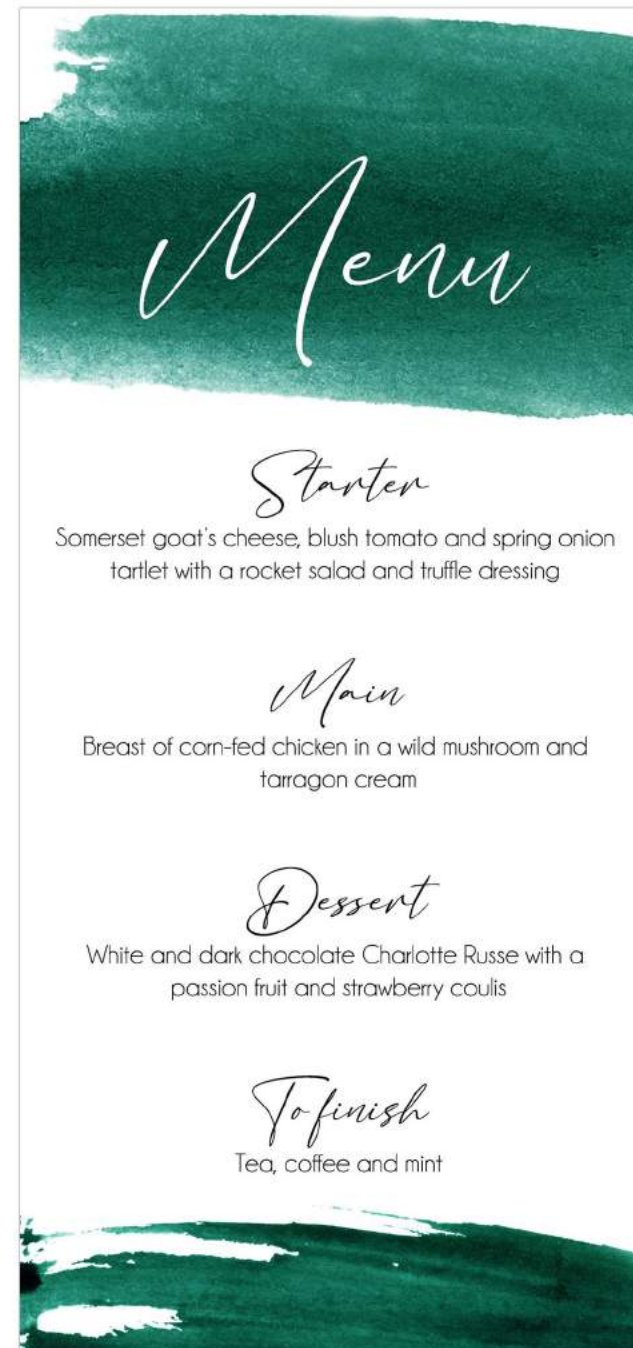 Menu
Starter
Somerset goat's cheese, blush tomato and spring onion
tartlet with a rocket salad and truffle dressing
Main
Breast of corn-fed chicken in a wild mushroom and
tarragon cream
Dessert
White and dark chocolate Charlotte Russe with a
passion fruit and strawberry coulis
To finish
Tea, coffee and mint